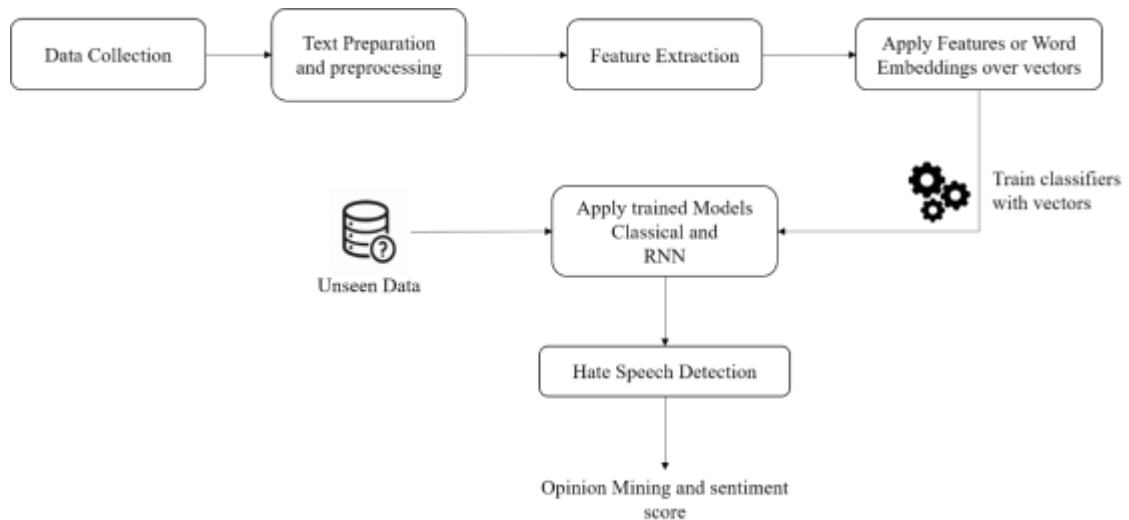 Data Collection
Text Preparation
and preprocessing
Feature Extraction
Apply Features or Word
Embeddings over vectors
Train classifiers
with vectors
Apply trained Models
Classical and
RNN
?
Unseen Data
Hate Speech Detection
Opinion Mining and sentiment
score